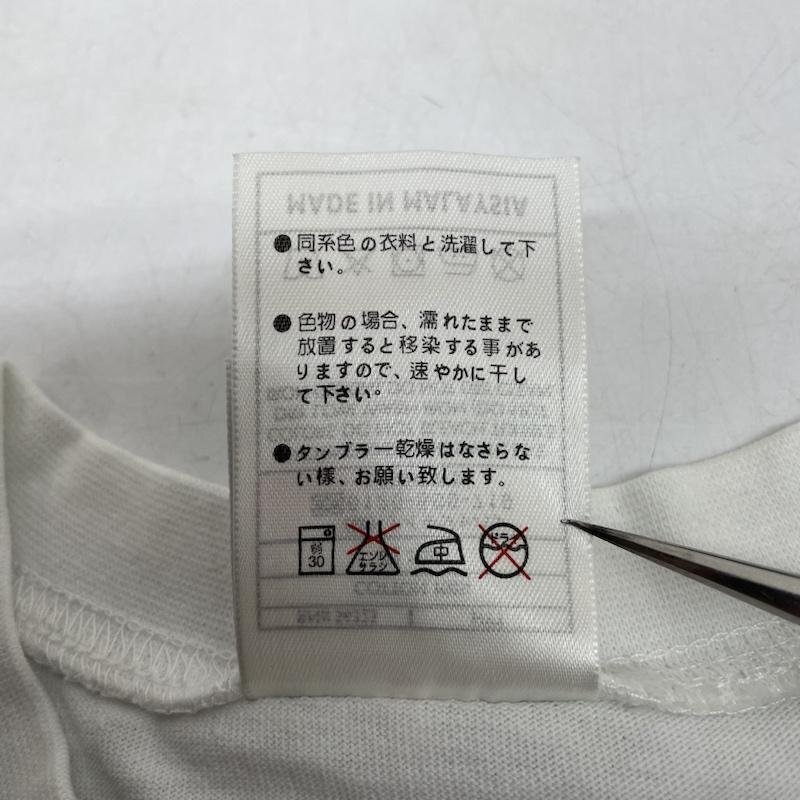 MADE IN MALAYSIA
●同系色の衣料と洗濯して下
さい。
●色物の場合、濡れたままで
放置すると移染する事があ
りますので、速やかに干し
て下さい。
●タンブラー乾燥はなさらな
い様、お願い致します。
弱
30
エンソ
サラシ
中
ドライ